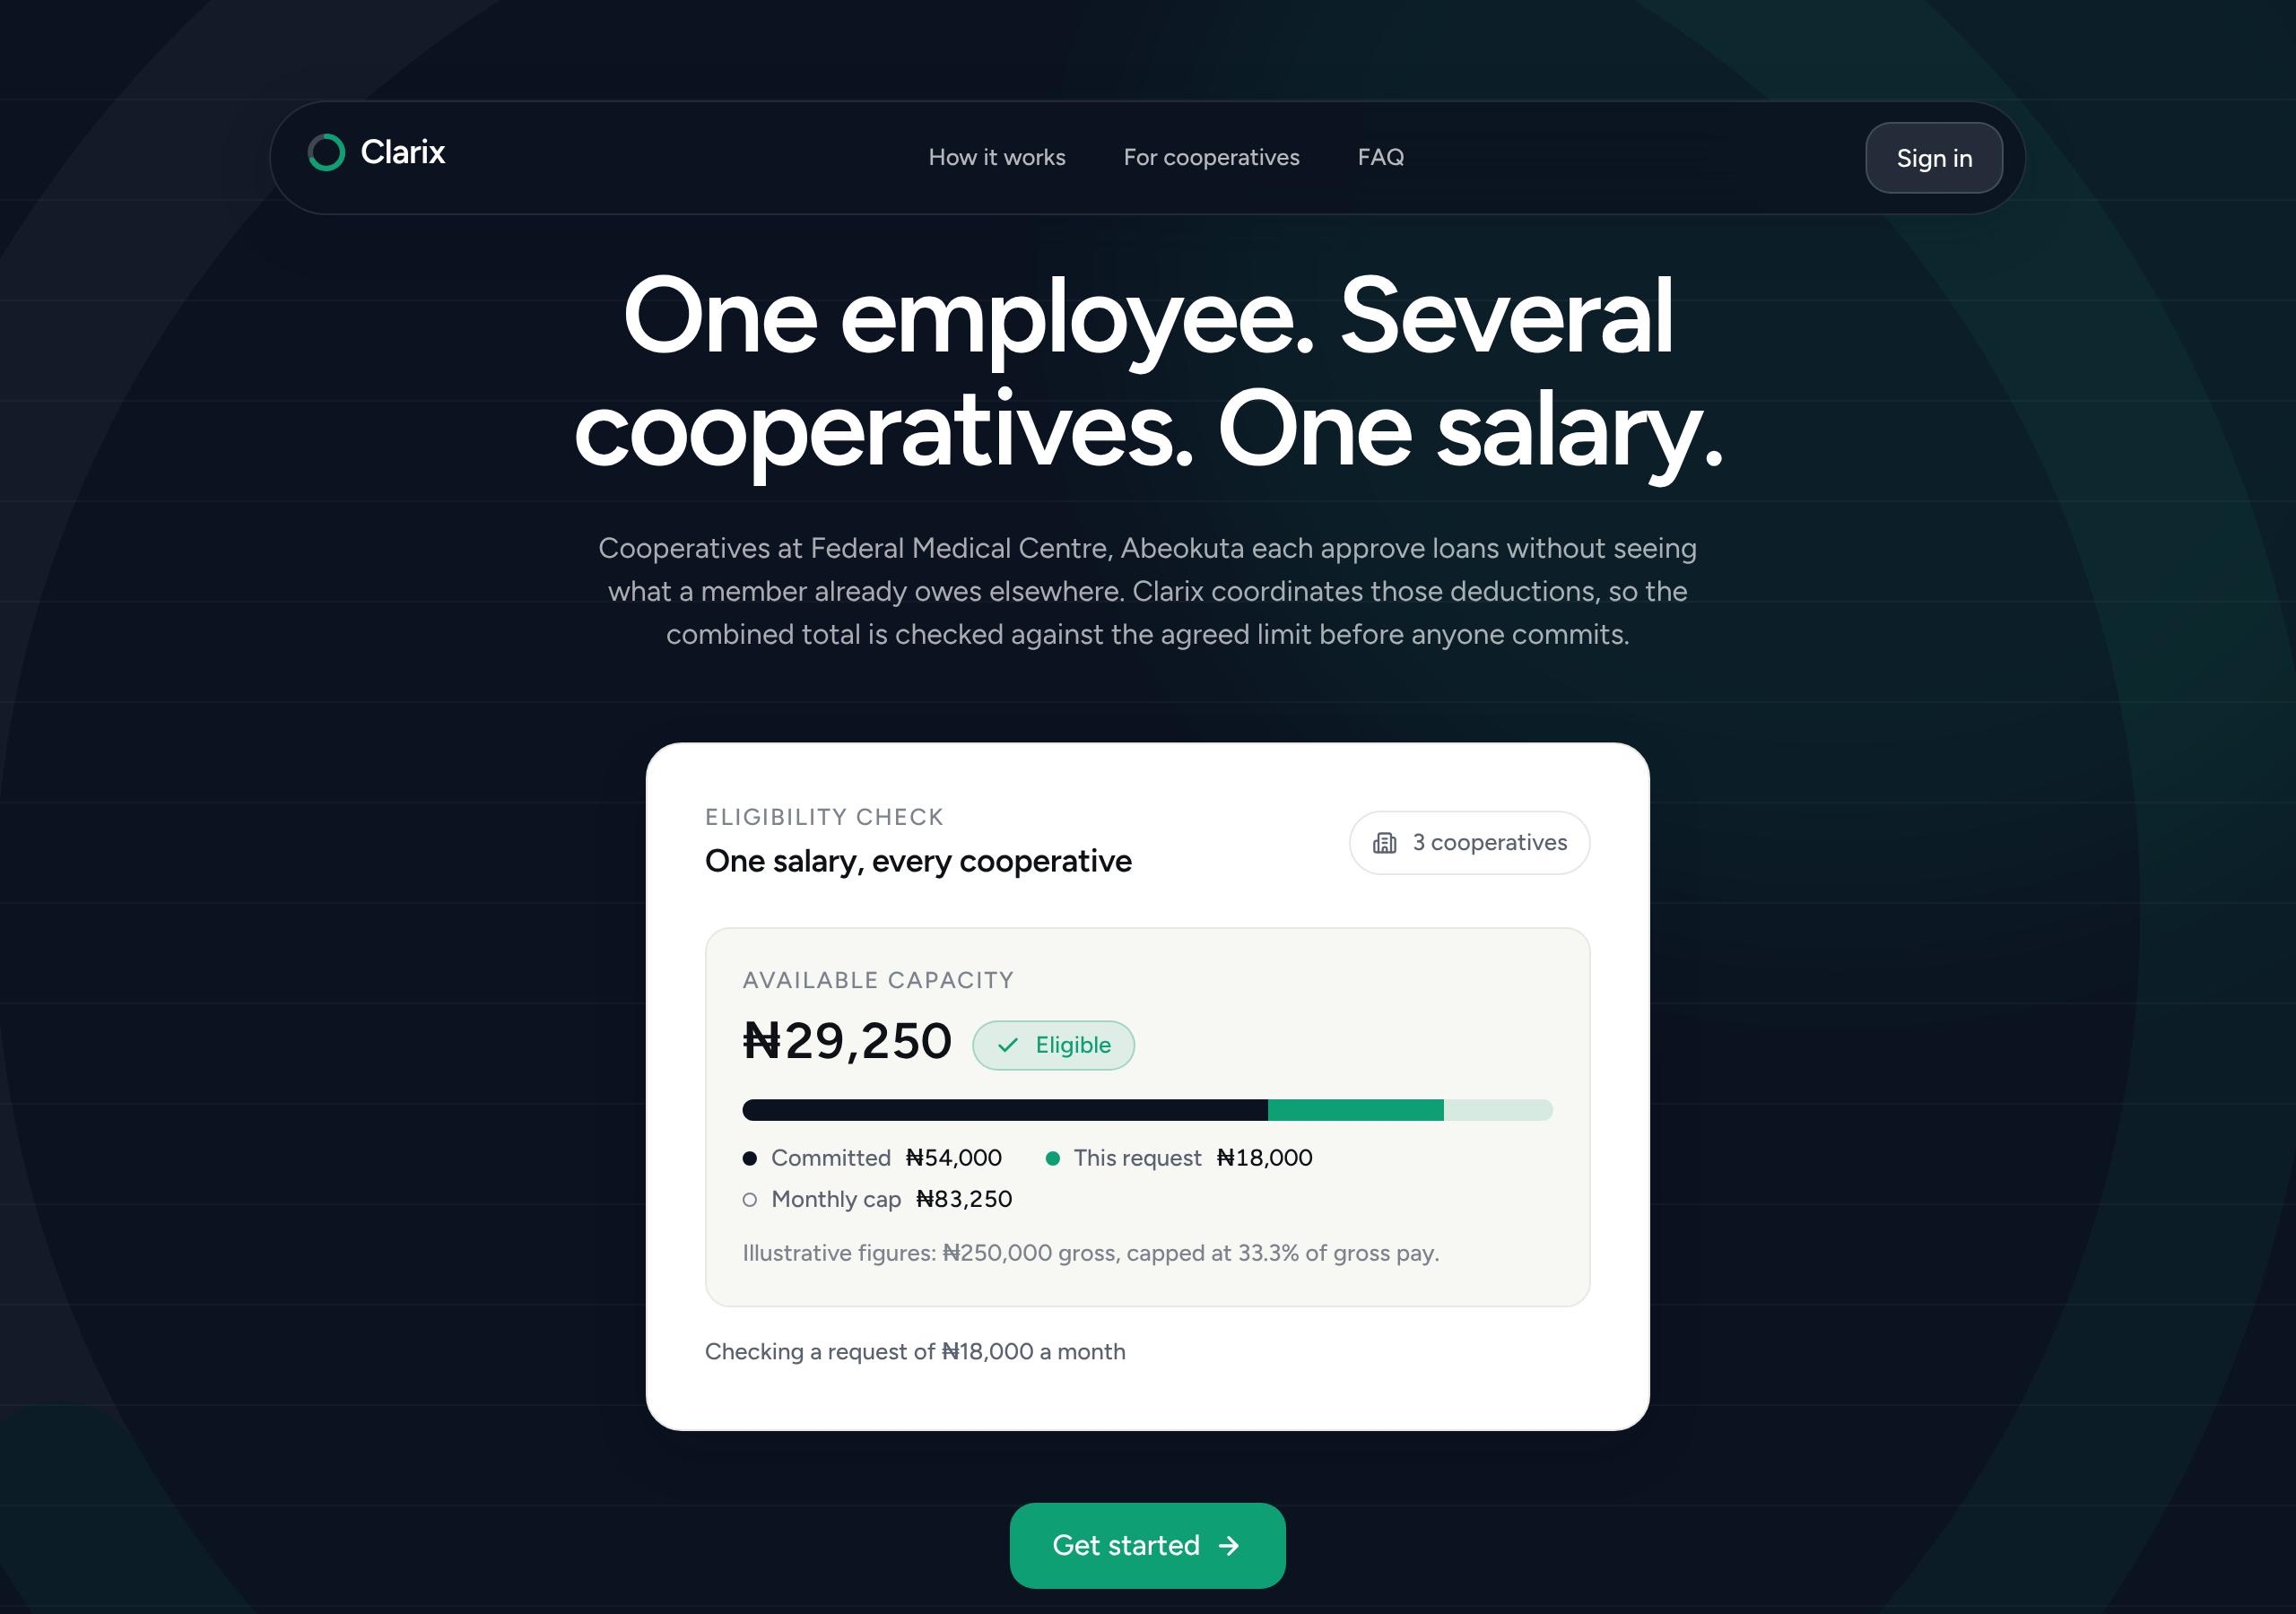 Clarix
How it works
For cooperatives
FAQ
Sign in
One employee. Several
cooperatives. One salary.
Cooperatives at Federal Medical Centre, Abeokuta each approve loans without seeing
what a member already owes elsewhere. Clarix coordinates those deductions, so the
combined total is checked against the agreed limit before anyone commits.
ELIGIBILITY CHECK
One salary, every cooperative
3 cooperatives
AVAILABLE CAPACITY
₦29,250
Eligible
Committed ₦54,000
This request ₦18,000
Monthly cap ₦83,250
Illustrative figures: ₦250,000 gross, capped at 33.3% of gross pay.
Checking a request of ₦18,000 a month
Get started →